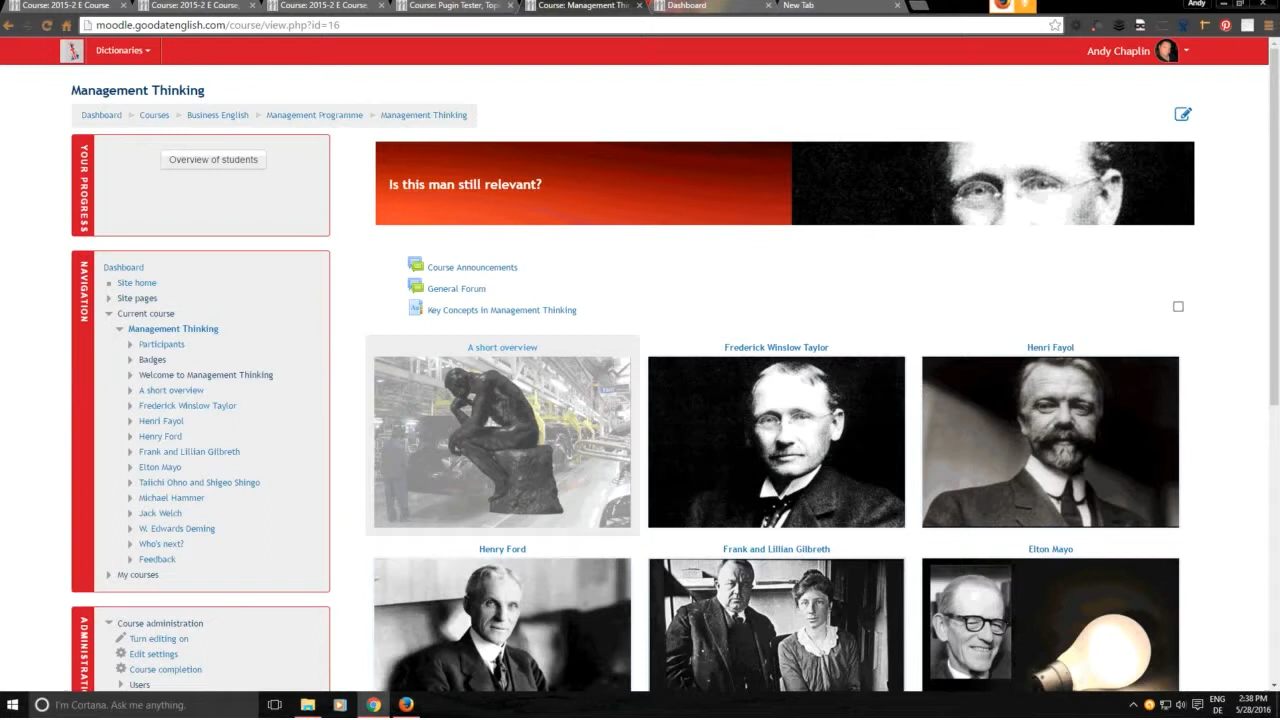 Course: 2015-2 E Course
Course: 2015-2 E Course
Course: 2015-2 E Course
Course: Pugin Tester, Top
Course: Management Thi
Dashboard
New Tab
Andy
moodle.goodatenglish.com/course/view.php?id=16
Dictionaries
Andy Chaplin
Management Thinking
Dashboard
Courses
Business English
Management Programme
Management Thinking
YOUR PROGRESS
Overview of students
Is this man still relevant?
NAVIGATION
Dashboard
Site home
Site pages
Current course
Management Thinking
Participants
Badges
Welcome to Management Thinking
A short overview
Frederick Winslow Taylor
Henri Fayol
Henry Ford
Frank and Lillian Gilbreth
Elton Mayo
Taiichi Ohno and Shigeo Shingo
Michael Hammer
Jack Welch
W. Edwards Deming
Who's next?
Feedback
My courses
Course Announcements
General Forum
Key Concepts in Management Thinking
A short overview
Frederick Winslow Taylor
Henri Fayol
Henry Ford
Frank and Lillian Gilbreth
Elton Mayo
ADMINISTRATI
Course administration
Turn editing on
Edit settings
Course completion
Users
I'm Cortana. Ask me anything.
ENG
DE
2:38 PM
5/28/2016